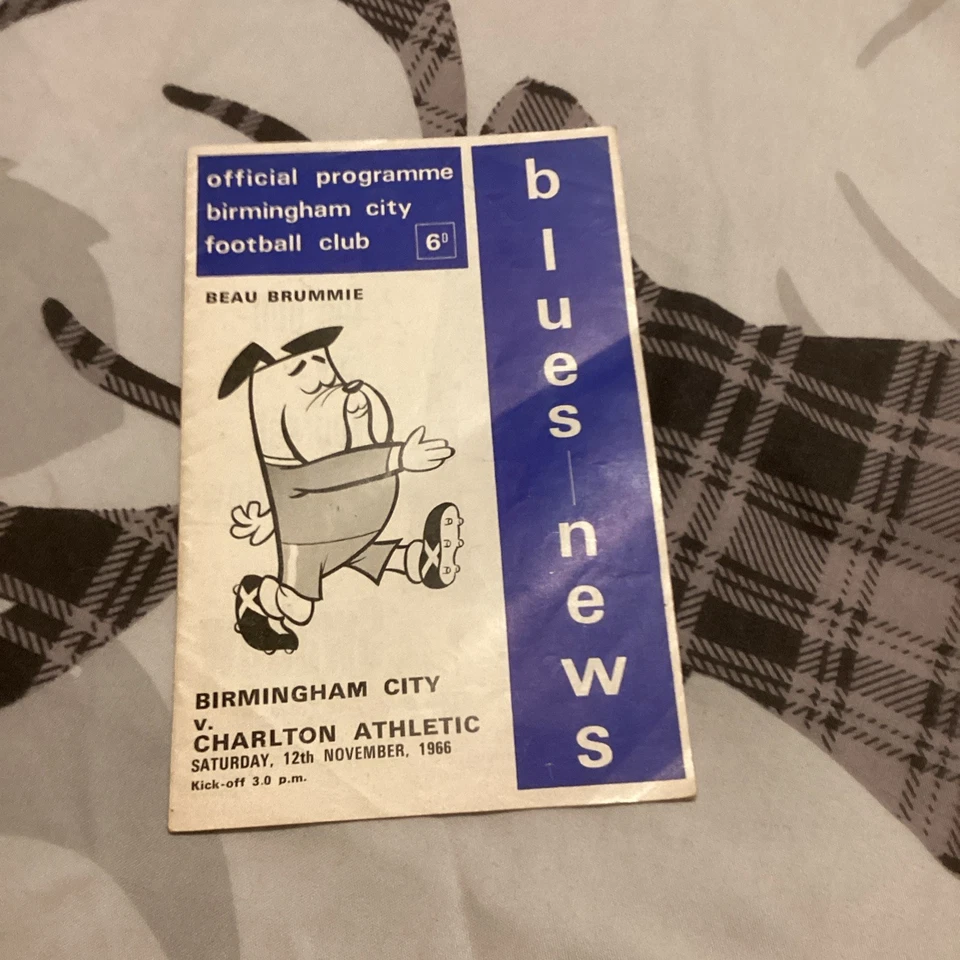 official programme
birmingham city
football club
6D
BEAU BRUMMIE
BIRMINGHAM CITY
v.
CHARLTON ATHLETIC
SATURDAY, 12th NOVEMBER, 1966
Kick-off 3.0 p.m.
blues news